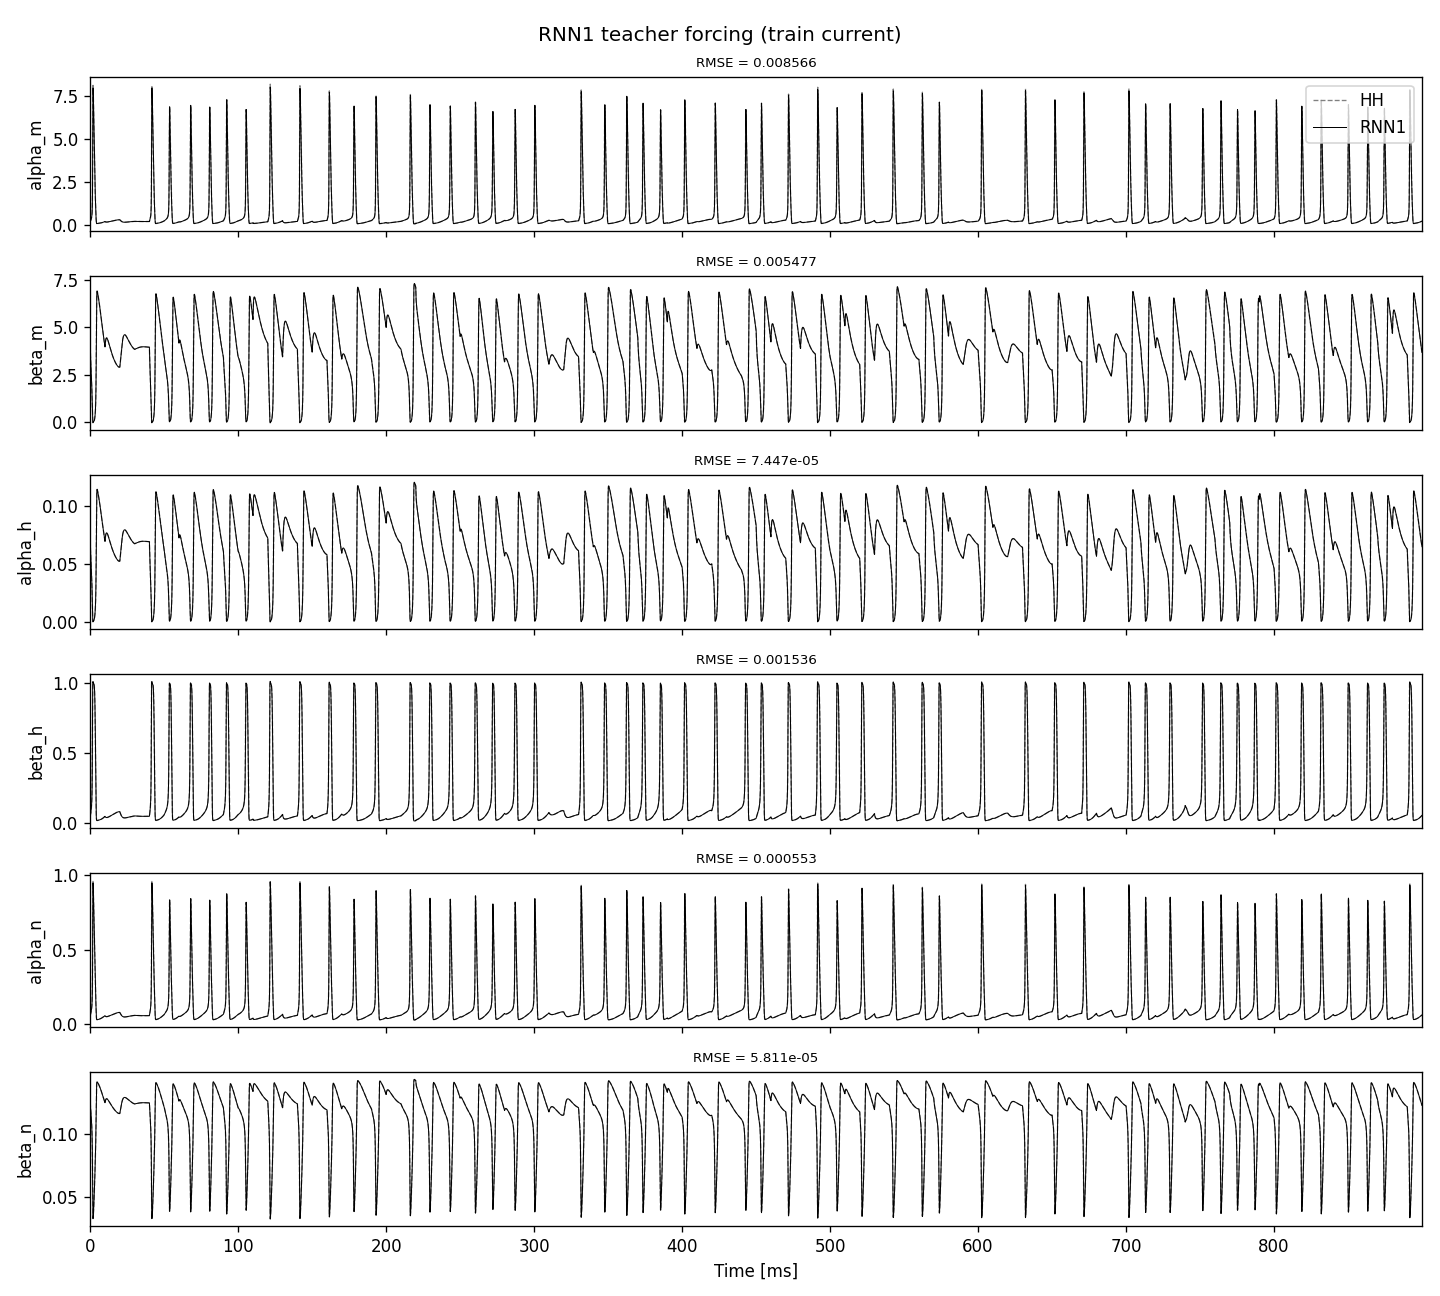 RNN1 teacher forcing (train current)
RMSE = 0.008566
7.5
5.0
2.5
0.0
alpha_m
HH
RNN1
RMSE = 0.005477
7.5
5.0
2.5
0.0
beta_m
RMSE = 7.447e-05
0.10
0.05
0.00
alpha_h
RMSE = 0.001536
1.0
0.5
0.0
beta_h
RMSE = 0.000553
1.0
0.5
0.0
alpha_n
RMSE = 5.811e-05
0.10
0.05
beta_n
0 100 200 300 400 500 600 700 800
Time [ms]